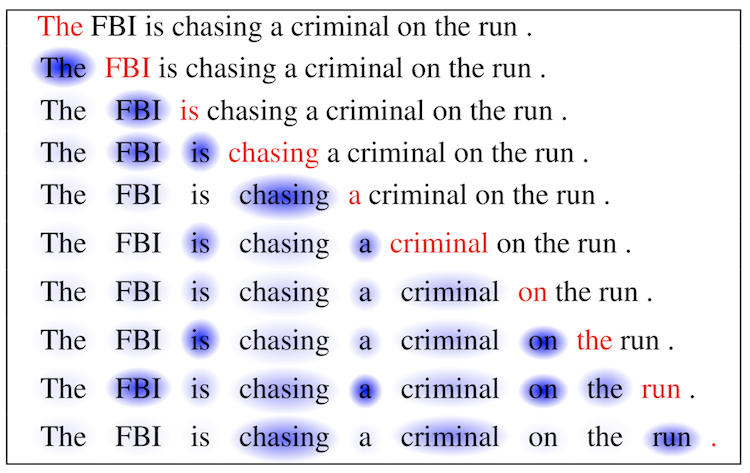 The FBI is chasing a criminal on the run .
The FBI is chasing a criminal on the run .
The FBI is chasing a criminal on the run .
The FBI is chasing a criminal on the run .
The FBI is chasing a criminal on the run .
The FBI is chasing a criminal on the run .
The FBI is chasing a criminal on the run .
The FBI is chasing a criminal on the run .
The FBI is chasing a criminal on the run .
The FBI is chasing a criminal on the run .